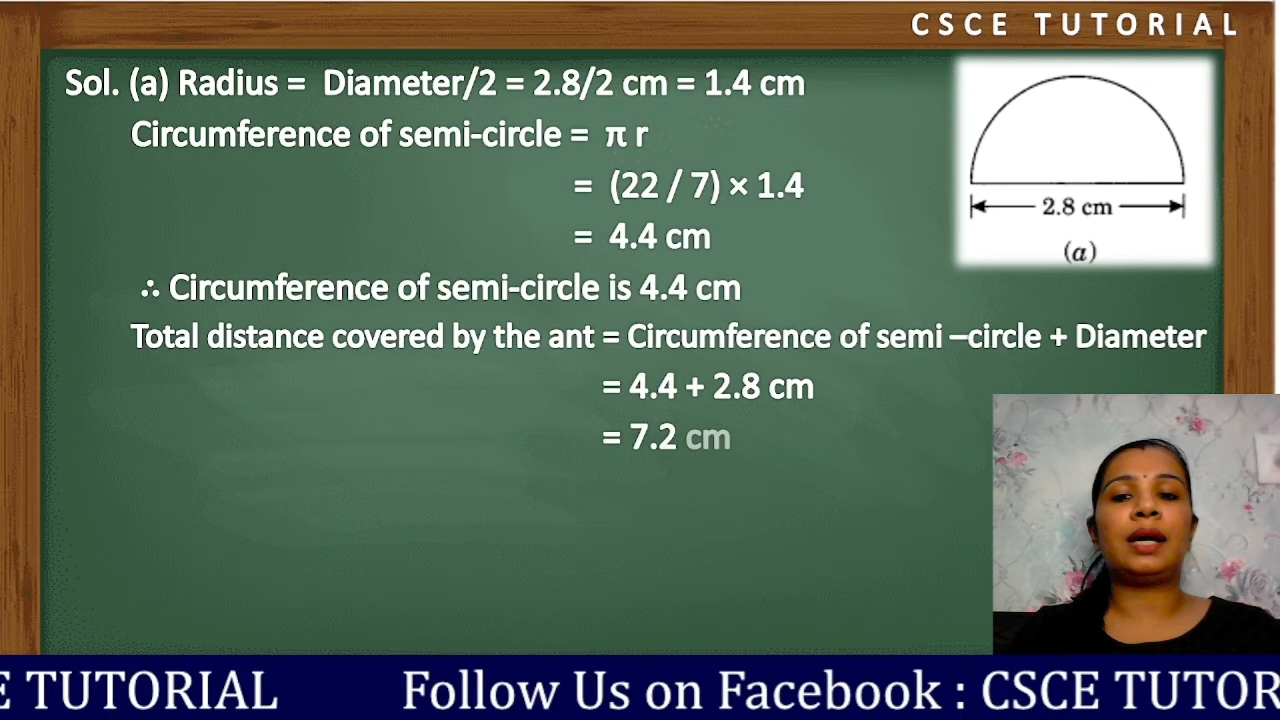 CSCE TUTORIAL
Sol. (a) Radius = Diameter/2 = 2.8/2 cm = 1.4 cm
Circumference of semi-circle = π r
= (22 / 7) × 1.4
= 4.4 cm
∴ Circumference of semi-circle is 4.4 cm
Total distance covered by the ant = Circumference of semi –circle + Diameter
= 4.4 + 2.8 cm
= 7.2 cm
2.8 cm
(a)
E TUTORIAL Follow Us on Facebook : CSCE TUTOR